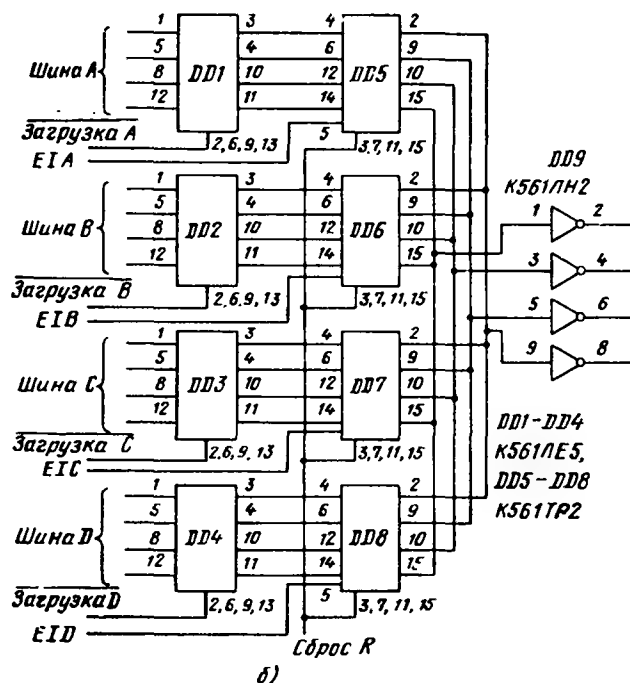 1 3 4 2
5 4 6 9
Шина A DD1 DD5
8 10 12 10
12 11 14 15
Загрузка A 5
EIA 2,6,9,13 3,7,11,15
DD9
К561ЛН2
1 3 4 2
5 4 6 9
Шина B DD2 DD6
8 10 12 10
12 11 14 15
Загрузка B
EIB 2,6,9,13 3,7,11,15
1 2
3 4
5 6
9 8
1 3 4 2
5 4 6 9
Шина C DD3 DD7
8 10 12 10
12 11 14 15
Загрузка C
EIC 2,6,9,13 3,7,11,15
DD1-DD4
К561ЛЕ5,
DD5-DD8
К561ТР2
1 3 4 2
5 4 6 9
Шина D DD4 DD8
8 10 12 10
12 11 14 15
Загрузка D 5
EID 2,6,9,13 3,7,11,15
Сброс R
б)